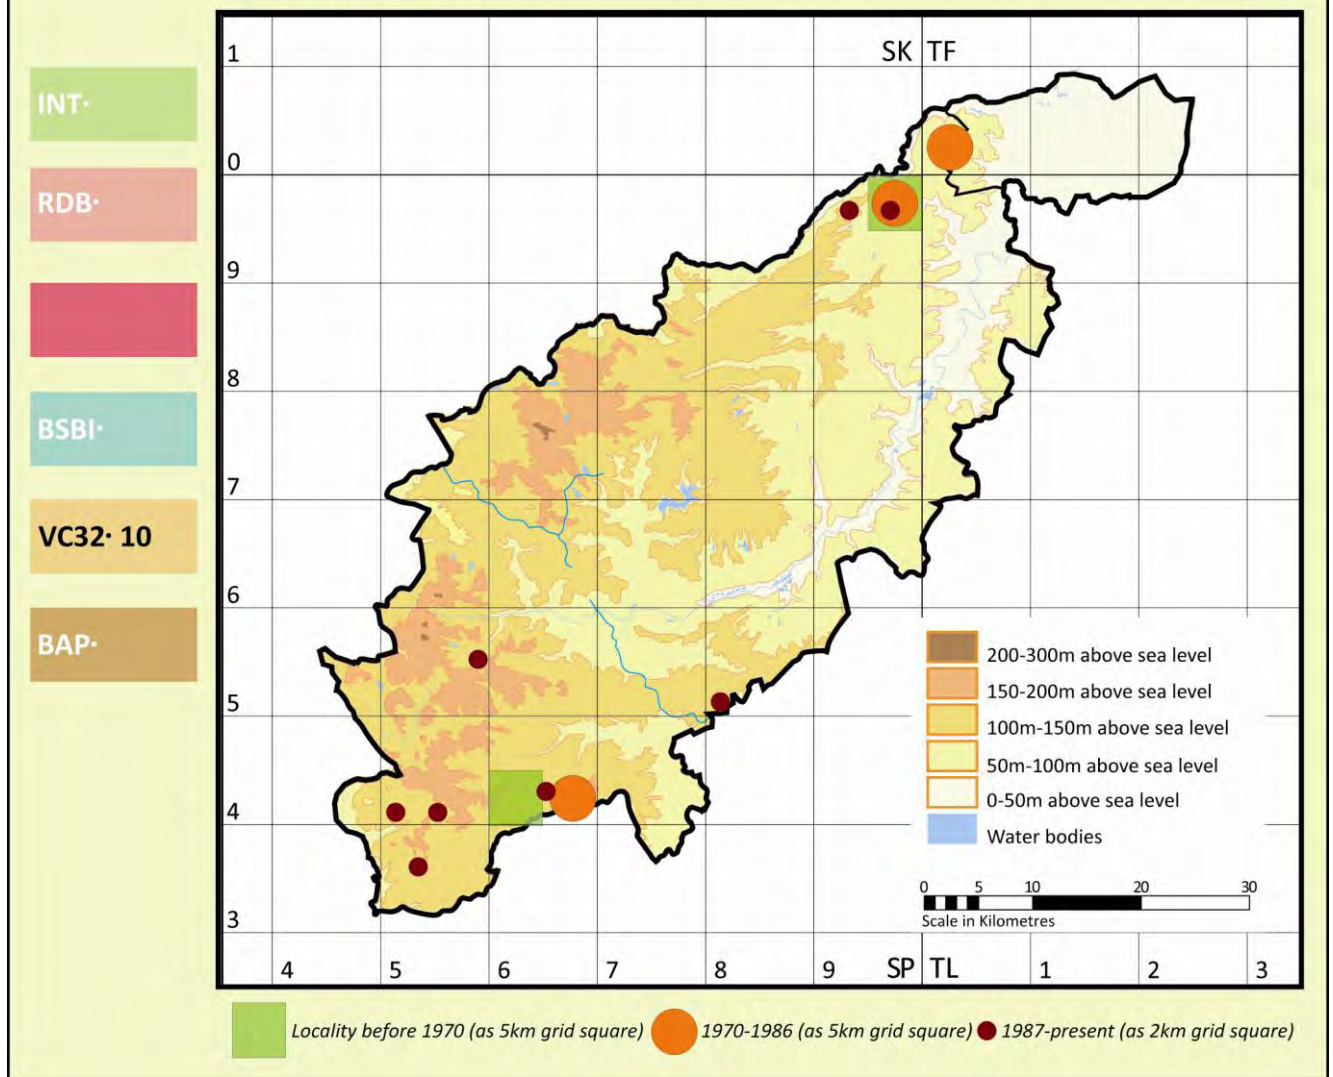 INT·
RDB·
BSBI·
VC32· 10
BAP·
SK TF
1
0
9
8
7
6
5
4
3
200-300m above sea level
150-200m above sea level
100m-150m above sea level
50m-100m above sea level
0-50m above sea level
Water bodies
0 5 10 20 30
Scale in Kilometres
4 5 6 7 8 9 SP TL 1 2 3
Locality before 1970 (as 5km grid square) 1970-1986 (as 5km grid square) 1987-present (as 2km grid square)